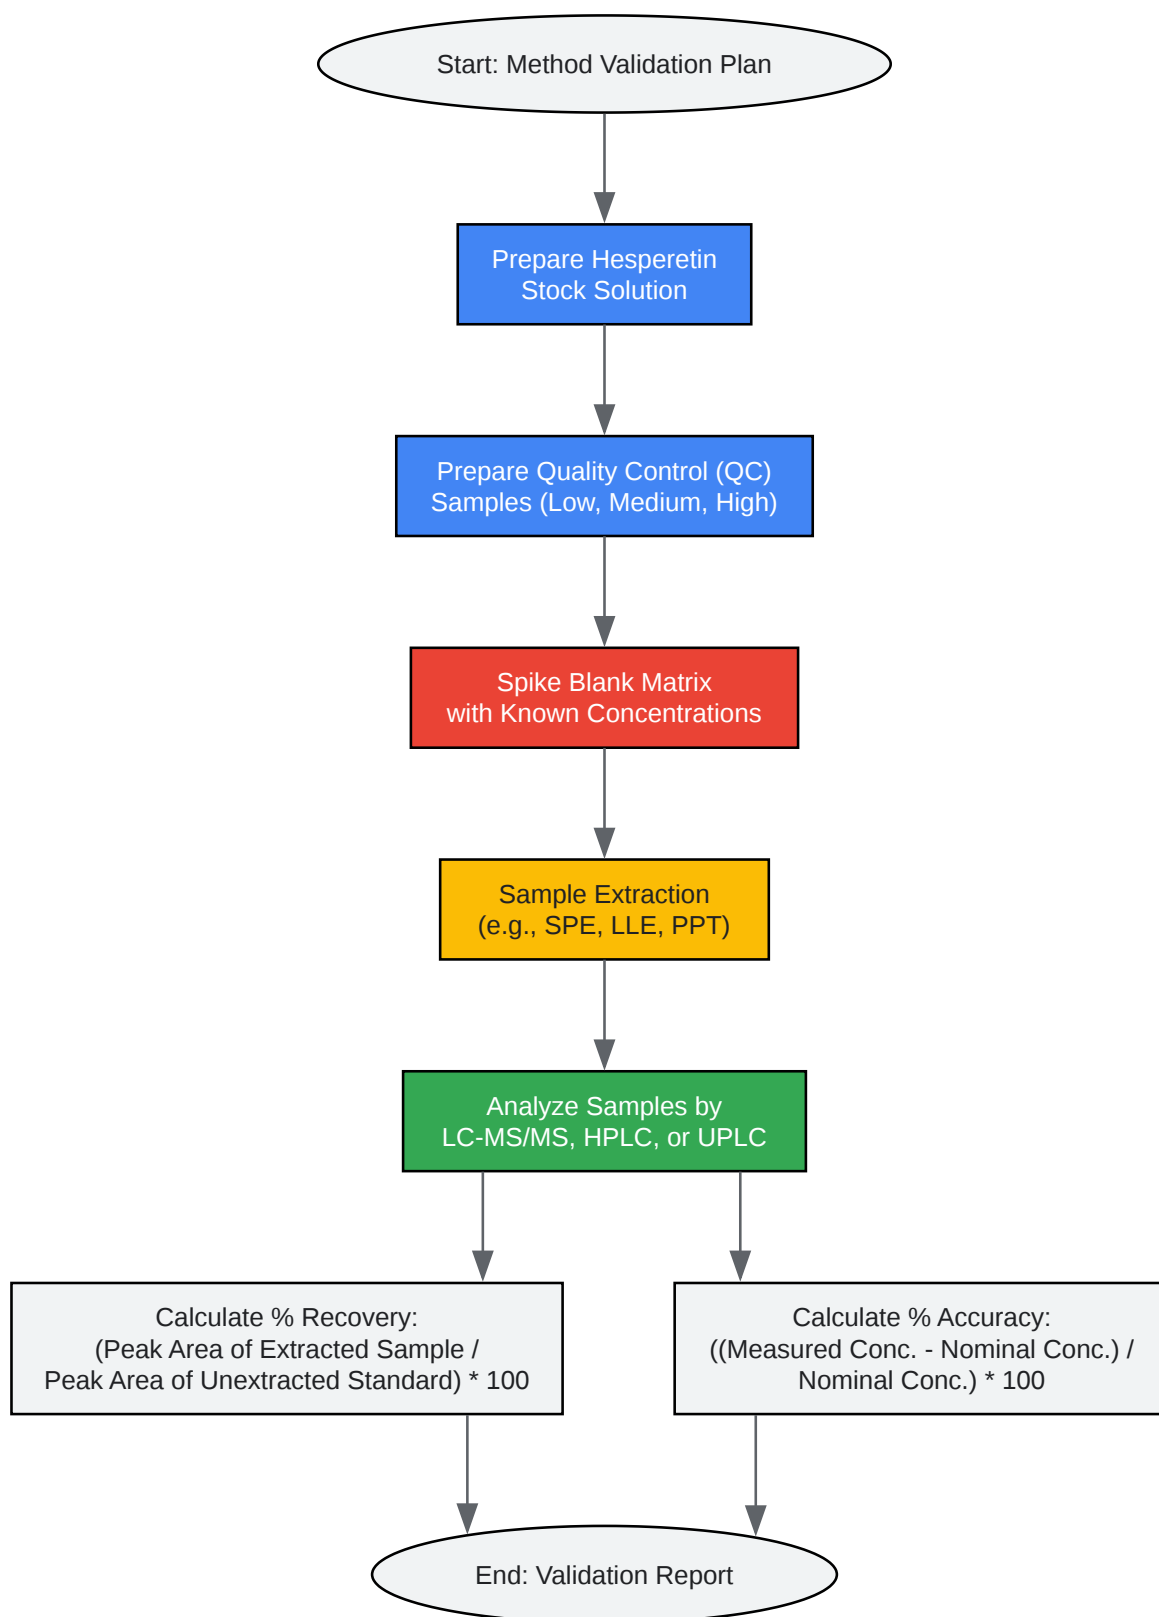 Start: Method Validation Plan
Prepare Hesperetin
Stock Solution
Prepare Quality Control (QC)
Samples (Low, Medium, High)
Spike Blank Matrix
with Known Concentrations
Sample Extraction
(e.g., SPE, LLE, PPT)
Analyze Samples by
LC-MS/MS, HPLC, or UPLC
Calculate % Recovery:
(Peak Area of Extracted Sample /
Peak Area of Unextracted Standard) * 100
Calculate % Accuracy:
((Measured Conc. - Nominal Conc.) /
Nominal Conc.) * 100
End: Validation Report